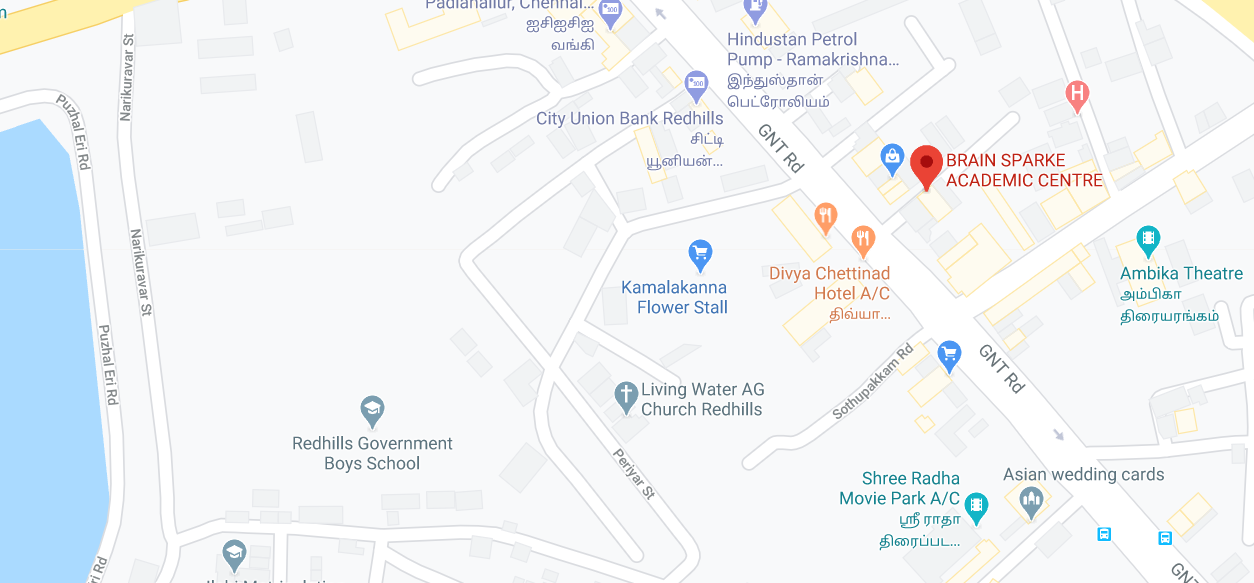 Padianallur, Chennai...
ஐசிஐசிஐ
வங்கி
Hindustan Petrol
Pump - Ramakrishna...
இந்துஸ்தான்
பெட்ரோலியம்
City Union Bank Redhills
சிட்டி
யூனியன்...
GNT Rd
H
BRAIN SPARKE
ACADEMIC CENTRE
Narikuravar St
Puzhal Eri Rd
Narikuravar St
Puzhal Eri Rd
Kamalakanna
Flower Stall
Divya Chettinad
Hotel A/C
திவ்யா...
Ambika Theatre
அம்பிகா
திரையரங்கம்
GNT Rd
Sothupakkam Rd
Living Water AG
Church Redhills
Redhills Government
Boys School
Periyar St
Shree Radha
Movie Park A/C
ஸ்ரீ ராதா
திரைப்பட...
Asian wedding cards
GNT